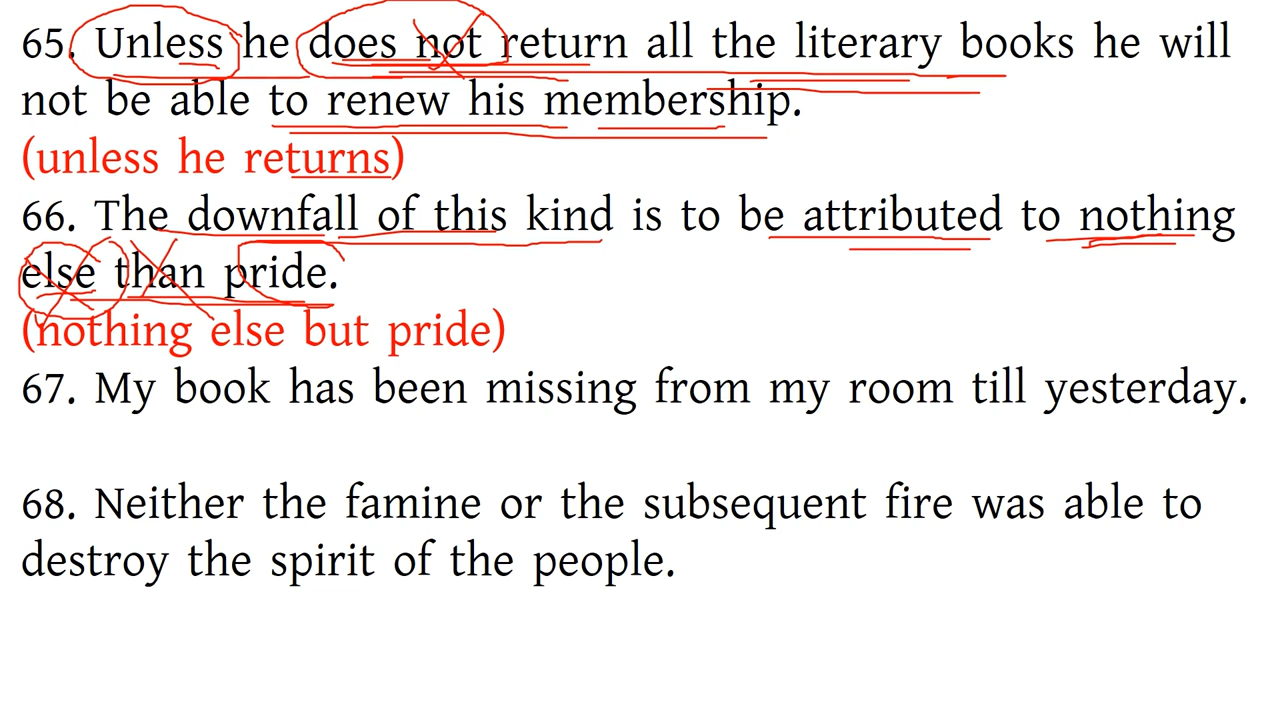 65. Unless he does not return all the literary books he will
not be able to renew his membership.
(unless he returns)
66. The downfall of this kind is to be attributed to nothing
else than pride.
(nothing else but pride)
67. My book has been missing from my room till yesterday.
68. Neither the famine or the subsequent fire was able to
destroy the spirit of the people.